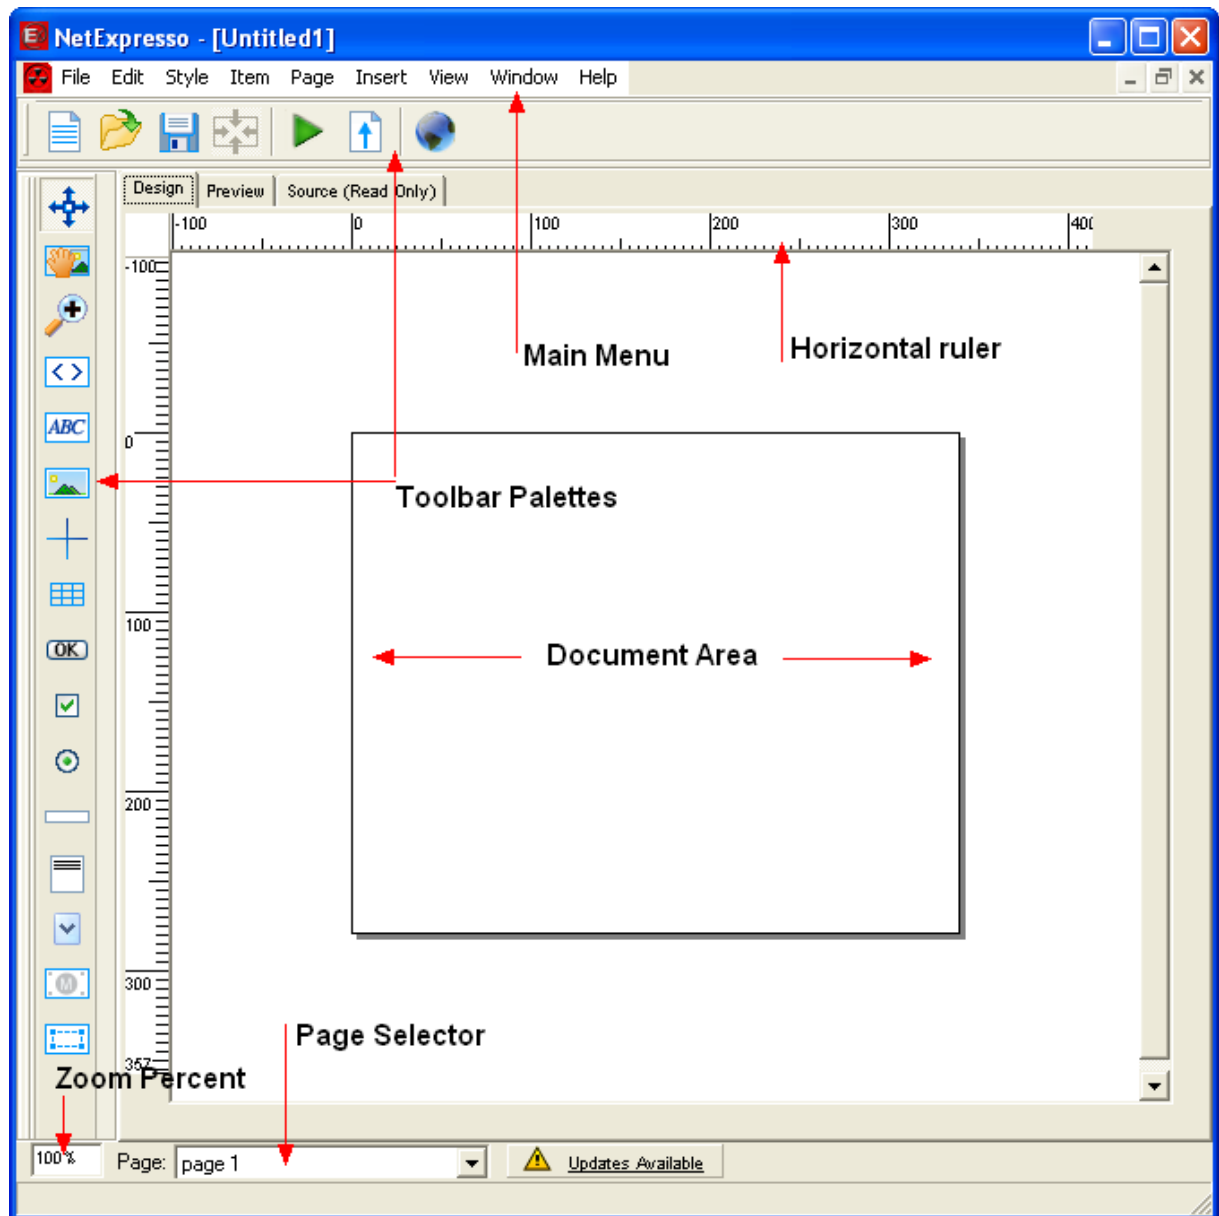 NetExpresso - [Untitled1]
File Edit Style Item Page Insert View Window Help
Design Preview Source (Read Only)
-100 0 100 200 300 400
-100
Main Menu
Horizontal ruler
0
ABC
Toolbar Palettes
100
OK
Document Area
200
300
M
Page Selector
357
Zoom Percent
100% Page: page 1 Updates Available